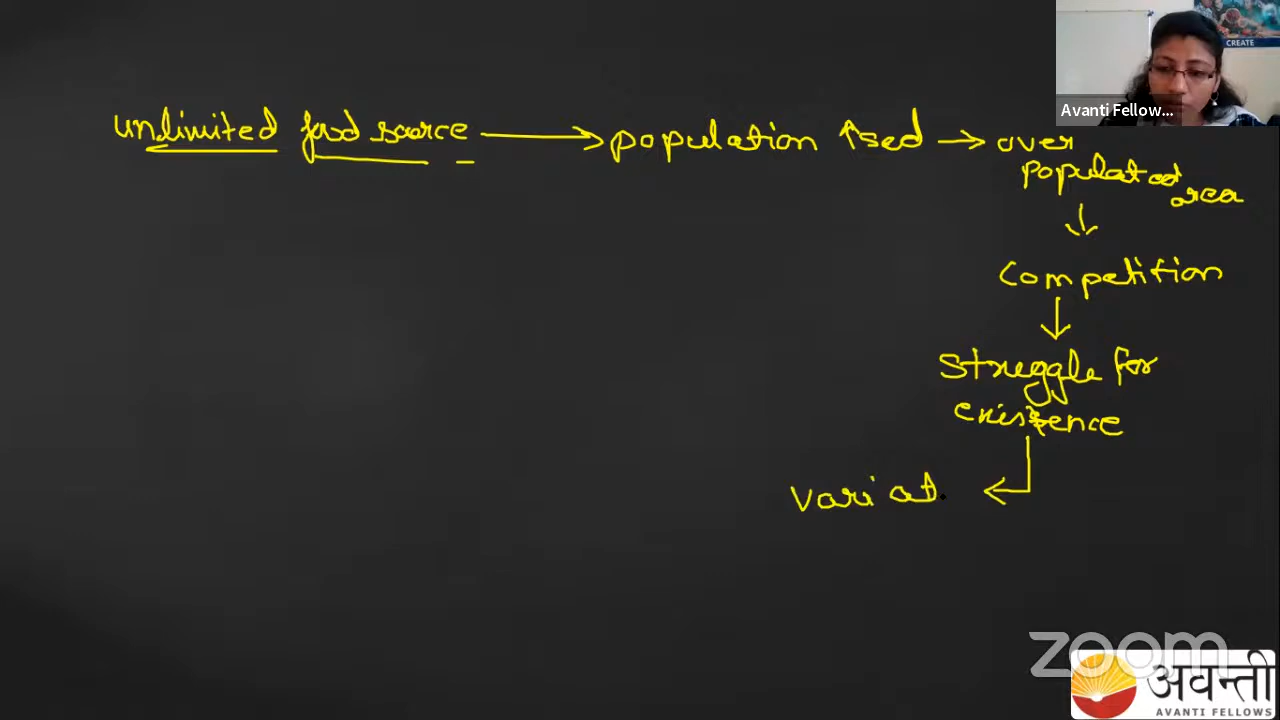 CREATE
Avanti Fellow...
unlimited food source → population ↑sed → over
populated area
↓
Competition
↓
Struggle for
existence
Variat ←
zoom
अवन्ती
AVANTI FELLOWS